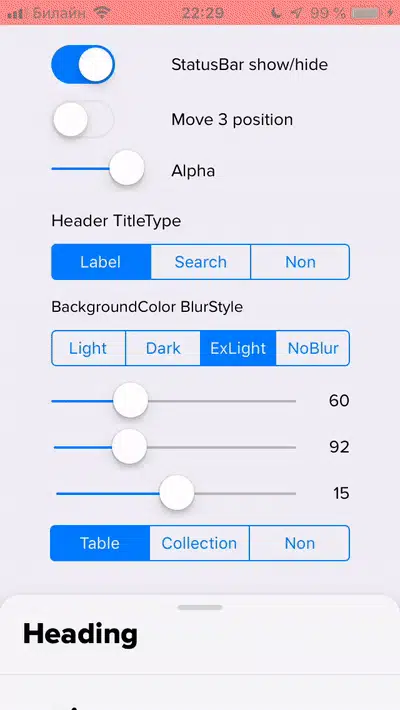 Билайн 22:29 99 %
StatusBar show/hide
Move 3 position
Alpha
Header TitleType
Label Search Non
BackgroundColor BlurStyle
Light Dark ExLight NoBlur
60
92
15
Table Collection Non
Heading